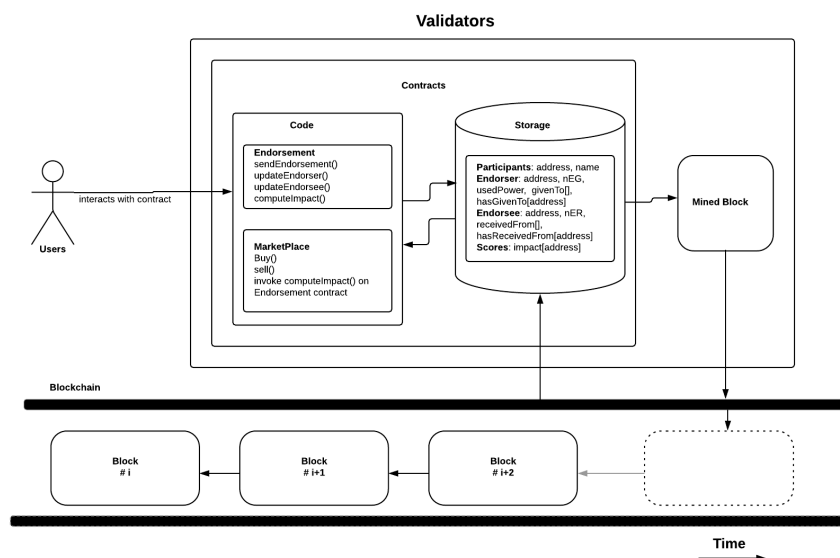 Validators
Contracts
Code
Endorsement
sendEndorsement()
updateEndorser()
updateEndorsee()
computeImpact()
MarketPlace
Buy()
sell()
invoke computeImpact() on
Endorsement contract
Storage
Participants: address, name
Endorser: address, nEG,
usedPower, givenTo[],
hasGivenTo[address]
Endorsee: address, nER,
receivedFrom[],
hasReceivedFrom[address]
Scores: impact[address]
Mined Block
interacts with contract
Users
Blockchain
Block
# i
Block
# i+1
Block
# i+2
Time